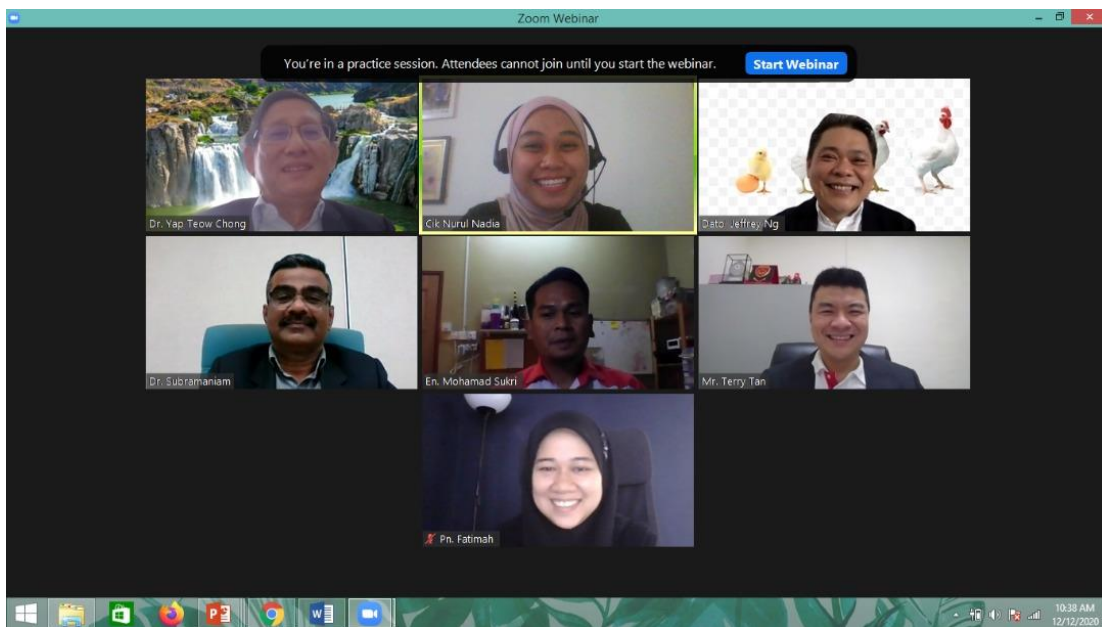 Zoom Webinar
You're in a practice session. Attendees cannot join until you start the webinar.
Start Webinar
Dr. Yap Teow Chong
Cik Nurul Nadia
Dato' Jeffrey Ng
Dr. Subramaniam
En. Mohamad Sukri
Mr. Terry Tan
Pn. Fatimah
10:38 AM
12/12/2020